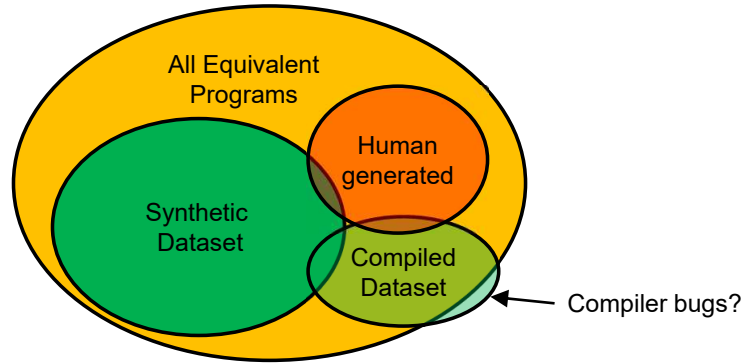 All Equivalent
Programs
Human
generated
Synthetic
Dataset
Compiled
Dataset
Compiler bugs?